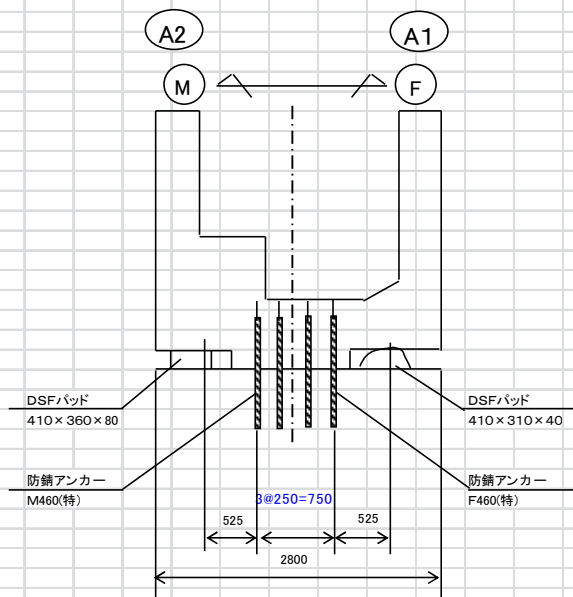 A2
A1
M
F
DSFパッド
410×360×80
DSFパッド
410×310×40
防錆アンカー
M460(特)
防錆アンカー
F460(特)
3@250=750
525
525
2800